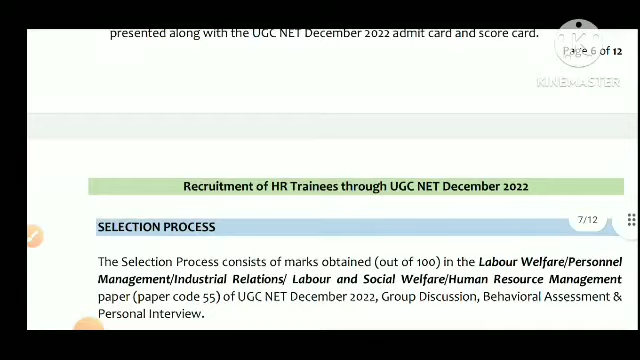 presented along with the UGC NET December 2022 admit card and score card.
Page 6 of 12
KINEMASTER
Recruitment of HR Trainees through UGC NET December 2022
7/12
SELECTION PROCESS
The Selection Process consists of marks obtained (out of 100) in the Labour Welfare/Personnel
Management/Industrial Relations/ Labour and Social Welfare/Human Resource Management
paper (paper code 55) of UGC NET December 2022, Group Discussion, Behavioral Assessment &
Personal Interview.